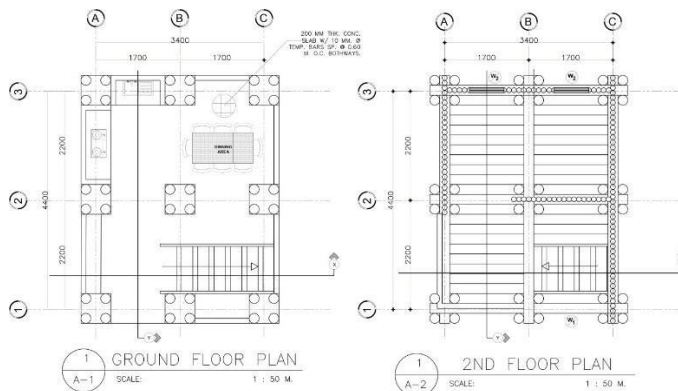 A B C
3400
1700 1700
200 MM THK. CONC.
SLAB W/ 10 MM. Ø
TEMP. BARS SP. @ 0.60
M. O.C. BOTHWAYS.
3
2
1
2200
4400
2200
DINING
AREA
X
Y
1
A-1
GROUND FLOOR PLAN
SCALE: 1 : 50 M.
A B C
3400
1700 1700
W2 W2
3
2
1
2200
4400
2200
W1
Y
1
A-2
2ND FLOOR PLAN
SCALE: 1 : 50 M.